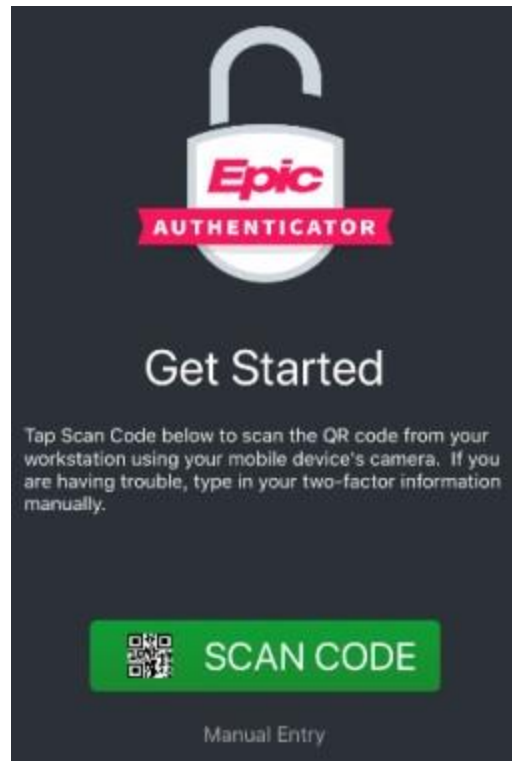 Epic
AUTHENTICATOR
Get Started
Tap Scan Code below to scan the QR code from your
workstation using your mobile device's camera.  If you
are having trouble, type in your two-factor information
manually.
SCAN CODE
Manual Entry